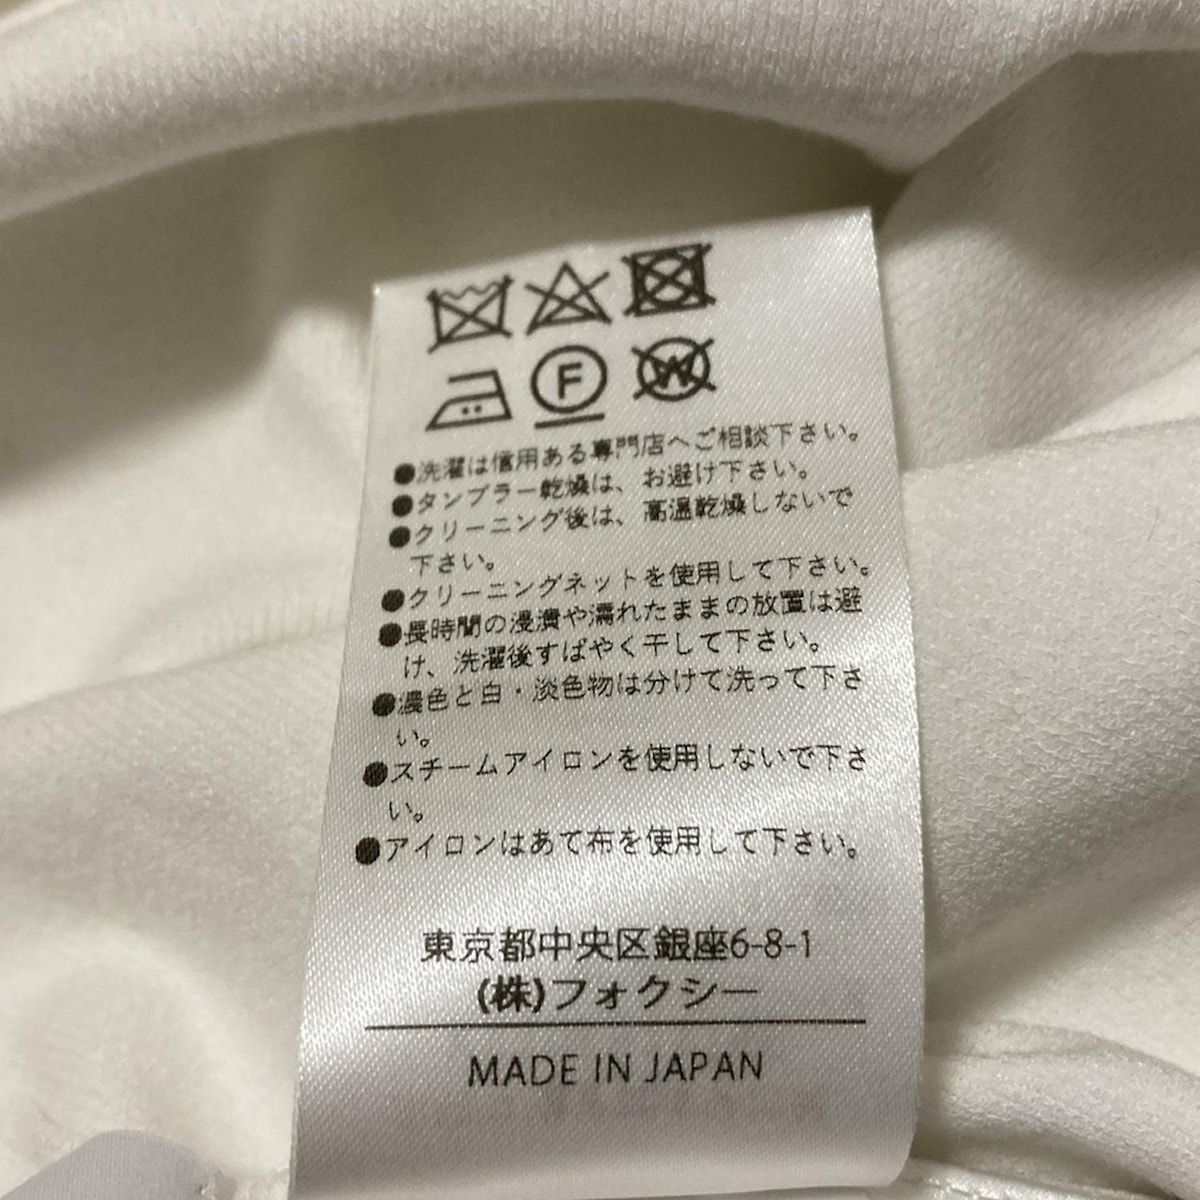 F
W
●洗濯は信用ある専門店へご相談下さい。
●タンブラー乾燥は、お避け下さい。
●クリーニング後は、高温乾燥しないで
下さい。
●クリーニングネットを使用して下さい。
●長時間の浸漬や濡れたままの放置は避
け、洗濯後すばやく干して下さい。
●濃色と白・淡色物は分けて洗って下さ
い。
●スチームアイロンを使用しないで下さ
い。
●アイロンはあて布を使用して下さい。
東京都中央区銀座6-8-1
(株)フォクシー
MADE IN JAPAN